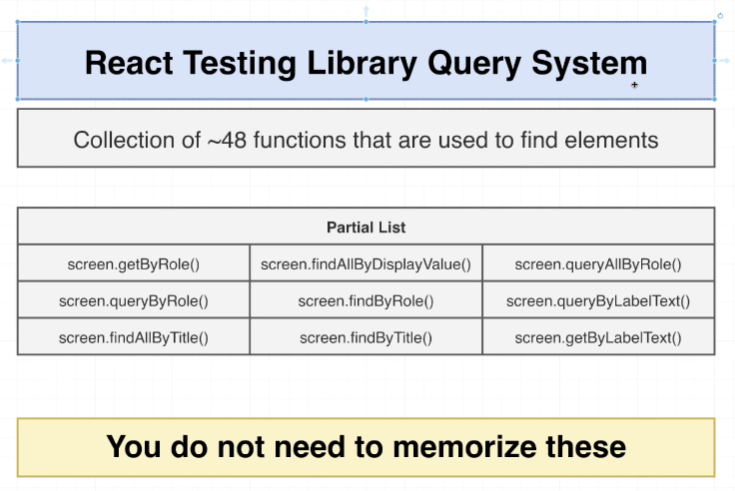 React Testing Library Query System
Collection of ~48 functions that are used to find elements
Partial List
screen.getByRole() screen.findAllByDisplayValue() screen.queryAllByRole()
screen.queryByRole() screen.findByRole() screen.queryByLabelText()
screen.findAllByTitle() screen.findByTitle() screen.getByLabelText()
You do not need to memorize these